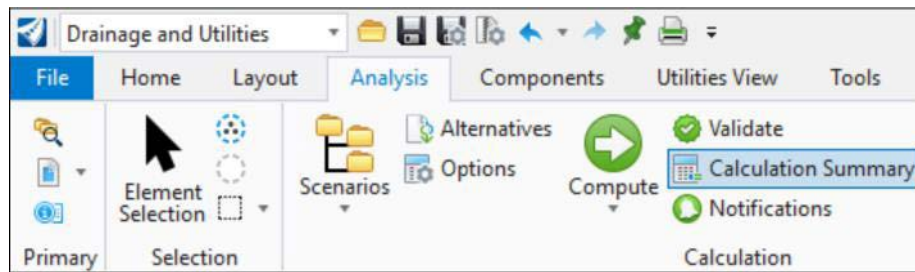 Drainage and Utilities
File Home Layout Analysis Components Utilities View Tools
Alternatives Validate
Options Calculation Summary
Element Selection Scenarios Compute Notifications
Primary Selection Calculation